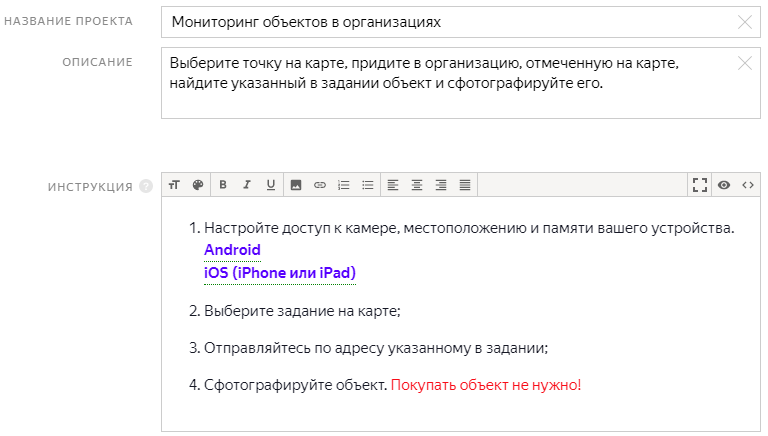 НАЗВАНИЕ ПРОЕКТА
Мониторинг объектов в организациях
ОПИСАНИЕ
Выберите точку на карте, придите в организацию, отмеченную на карте,
найдите указанный в задании объект и сфотографируйте его.
ИНСТРУКЦИЯ ?
тТ B I U
1. Настройте доступ к камере, местоположению и памяти вашего устройства.
Android
iOS (iPhone или iPad)
2. Выберите задание на карте;
3. Отправляйтесь по адресу указанному в задании;
4. Сфотографируйте объект. Покупать объект не нужно!